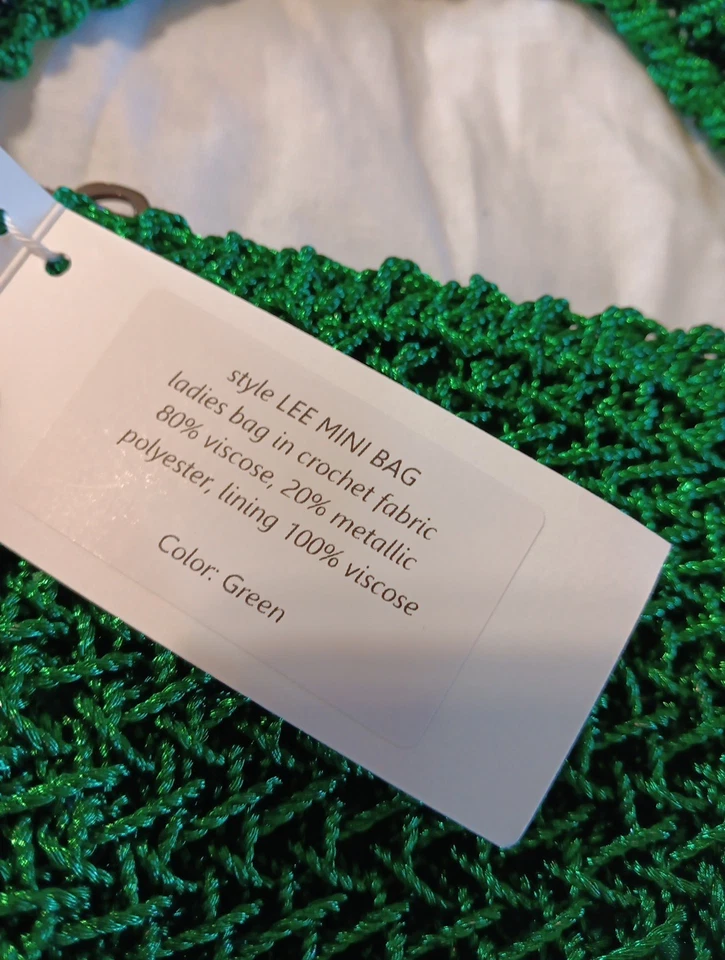 style LEE MINI BAG
ladies bag in crochet fabric
80% viscose, 20% metallic
polyester, lining 100% viscose
Color: Green